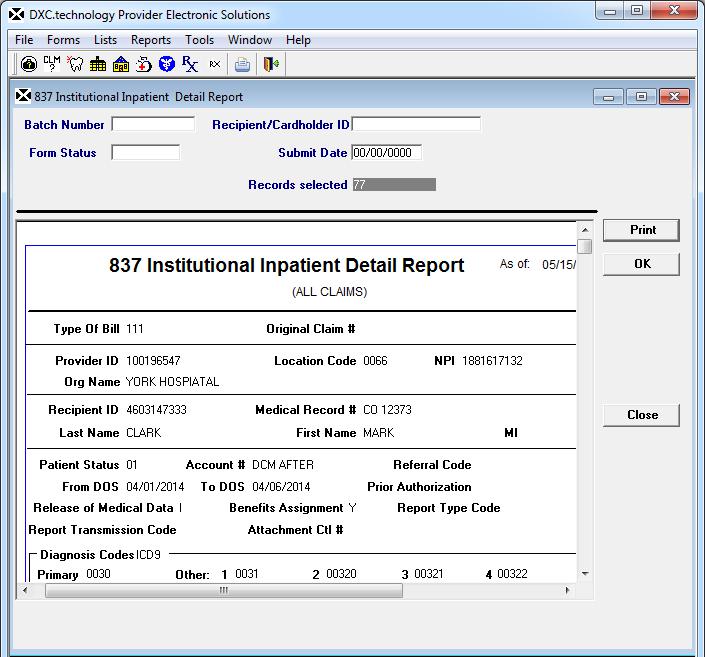 DXC.technology Provider Electronic Solutions
File Forms Lists Reports Tools Window Help
CLM ? Rx RX
837 Institutional Inpatient Detail Report
Batch Number Recipient/Cardholder ID
Form Status Submit Date 00/00/0000
Records selected 77
Print
OK
Close
837 Institutional Inpatient Detail Report As of: 05/15/
(ALL CLAIMS)
Type Of Bill 111 Original Claim #
Provider ID 100196547 Location Code 0066 NPI 1881617132
Org Name YORK HOSPIATAL
Recipient ID 4603147333 Medical Record # CO 12373
Last Name CLARK First Name MARK MI
Patient Status 01 Account # DCM AFTER Referral Code
From DOS 04/01/2014 To DOS 04/06/2014 Prior Authorization
Release of Medical Data I Benefits Assignment Y Report Type Code
Report Transmission Code Attachment Ctl #
Diagnosis Codes ICD9
Primary 0030 Other: 1 0031 2 00320 3 00321 4 00322